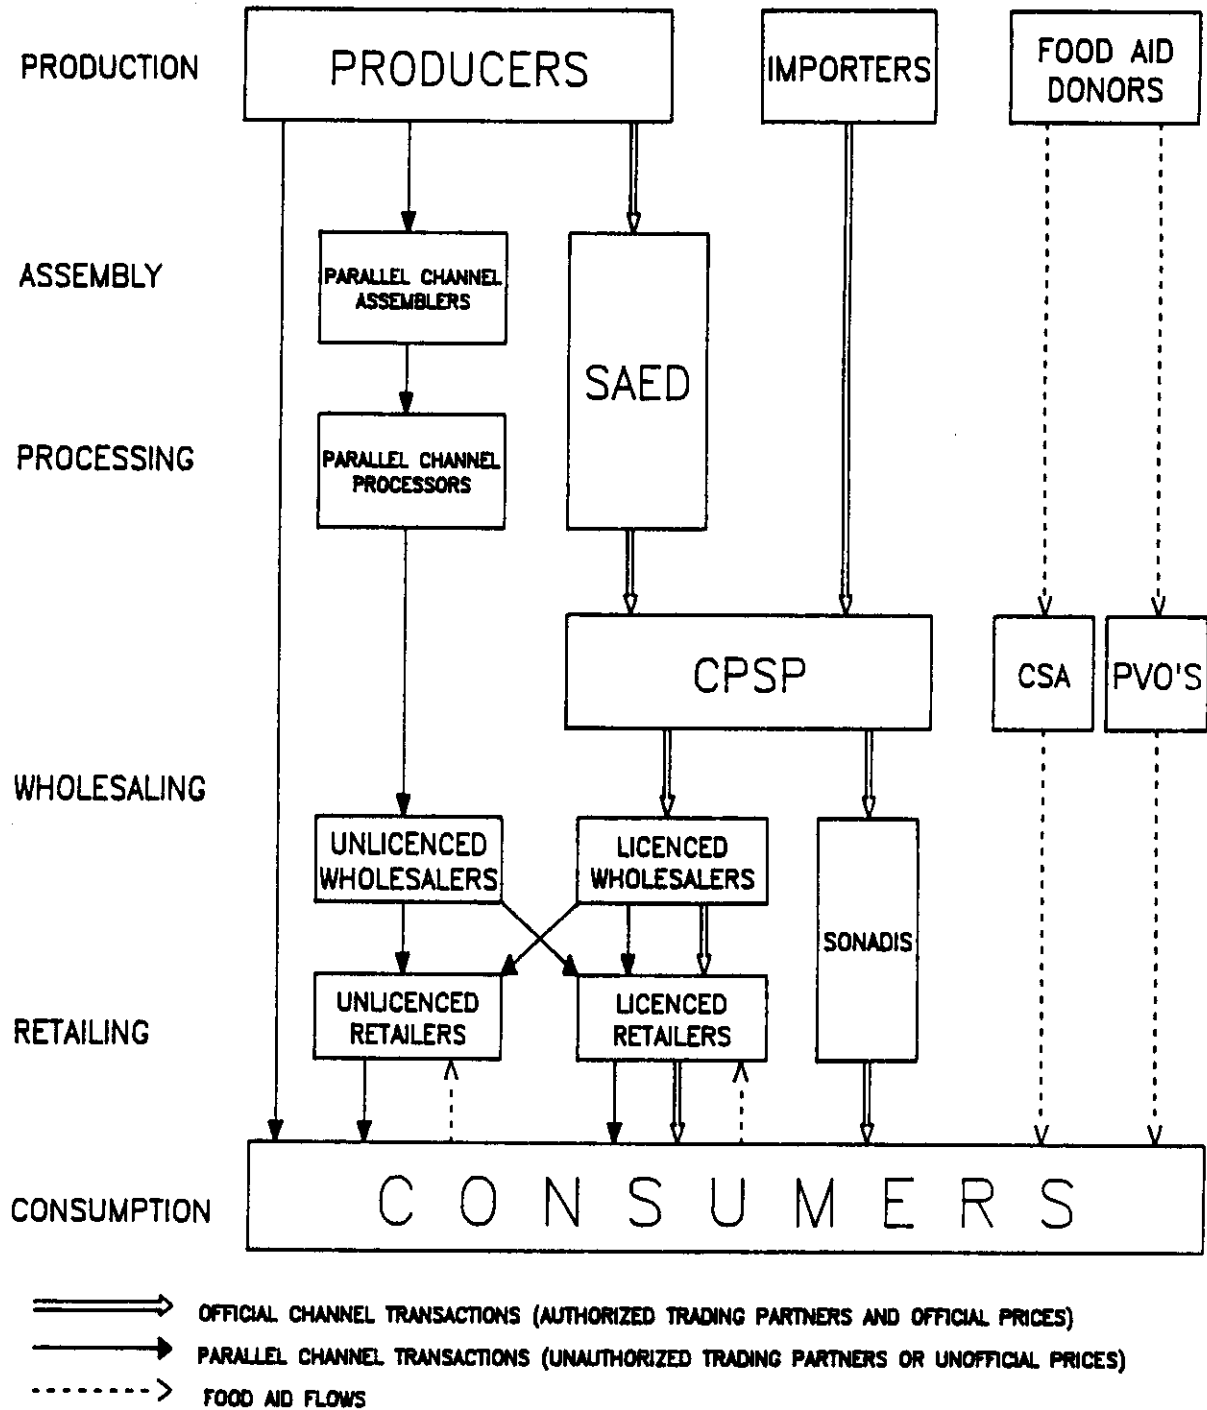 PRODUCTION
PRODUCERS
IMPORTERS
FOOD AID
DONORS
ASSEMBLY
PARALLEL CHANNEL
ASSEMBLERS
SAED
PROCESSING
PARALLEL CHANNEL
PROCESSORS
CPSP
CSA
PVO'S
WHOLESALING
UNLICENCED
WHOLESALERS
LICENCED
WHOLESALERS
SONADIS
RETAILING
UNLICENCED
RETAILERS
LICENCED
RETAILERS
CONSUMPTION
CONSUMERS
OFFICIAL CHANNEL TRANSACTIONS (AUTHORIZED TRADING PARTNERS AND OFFICIAL PRICES)
PARALLEL CHANNEL TRANSACTIONS (UNAUTHORIZED TRADING PARTNERS OR UNOFFICIAL PRICES)
FOOD AID FLOWS